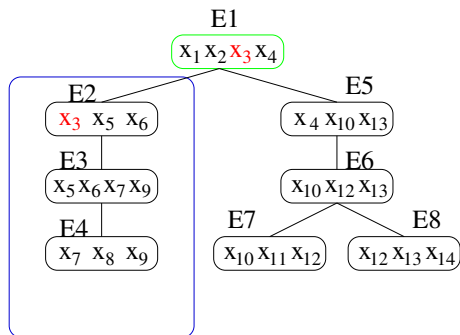 E1
x1 x2 x3 x4
E2 E5
x3 x5 x6 x4 x10 x13
E3 E6
x5 x6 x7 x9 x10 x12 x13
E4 E7 E8
x7 x8 x9 x10 x11 x12 x12 x13 x14